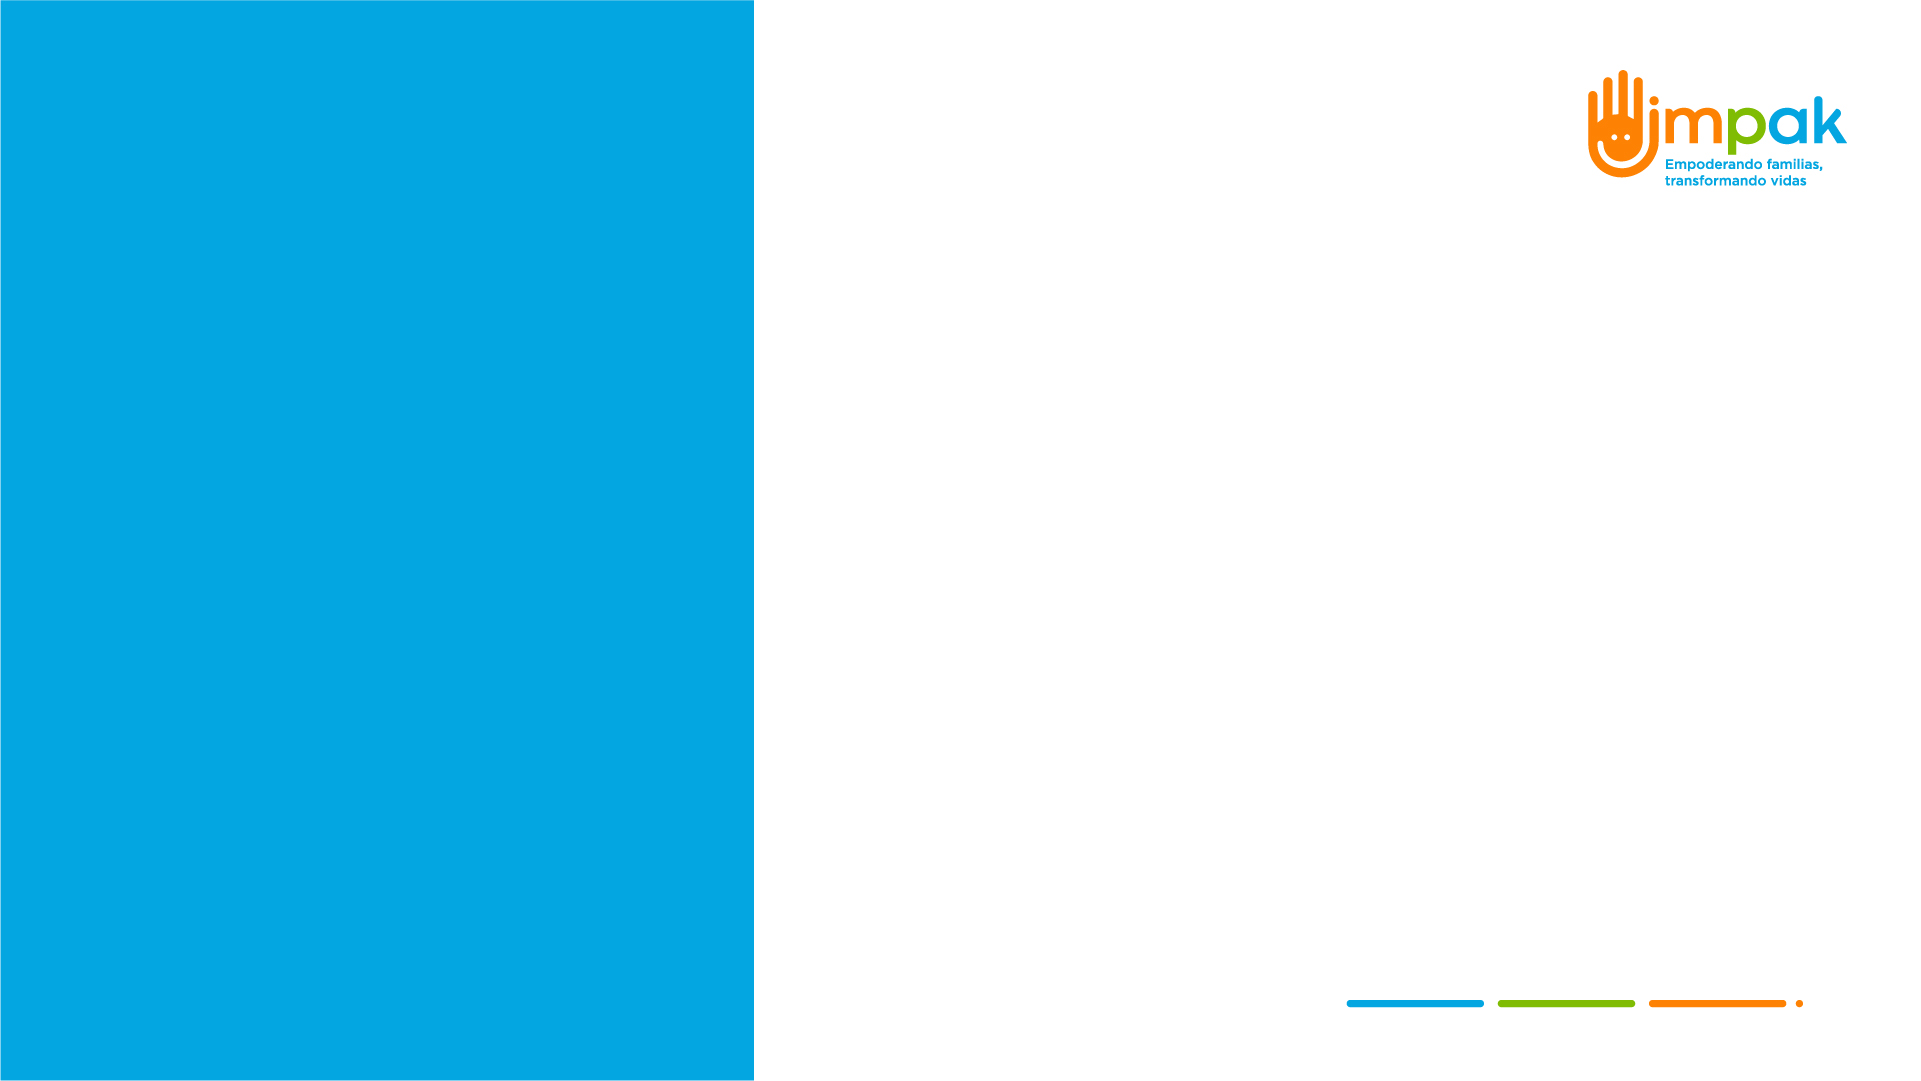 impak
Empoderando familias,
transformando vidas